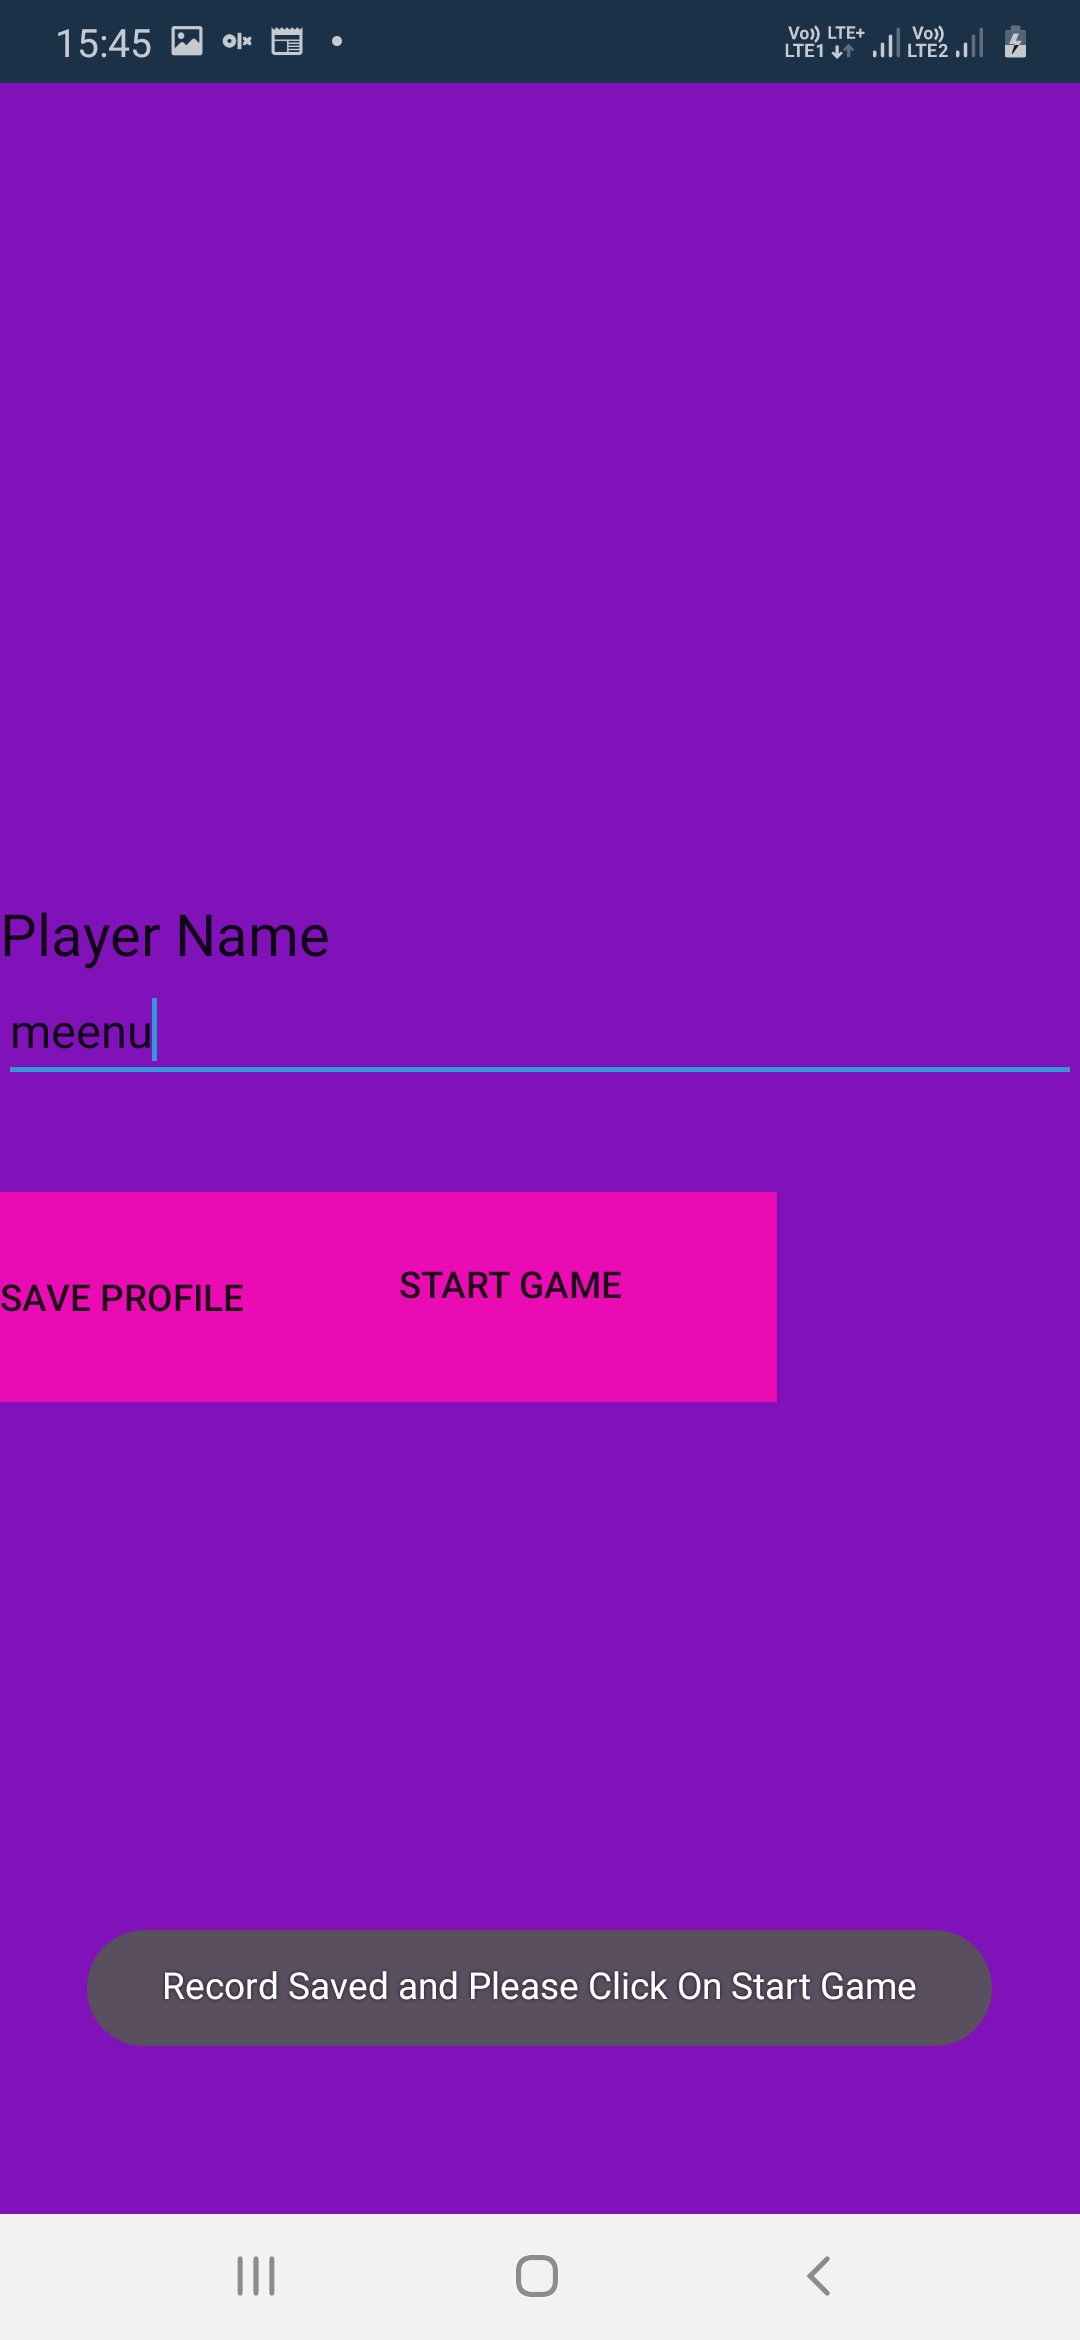 15:45 olx Vo)) LTE+ Vo))
LTE1 LTE2
Player Name
meenu
SAVE PROFILE START GAME
Record Saved and Please Click On Start Game